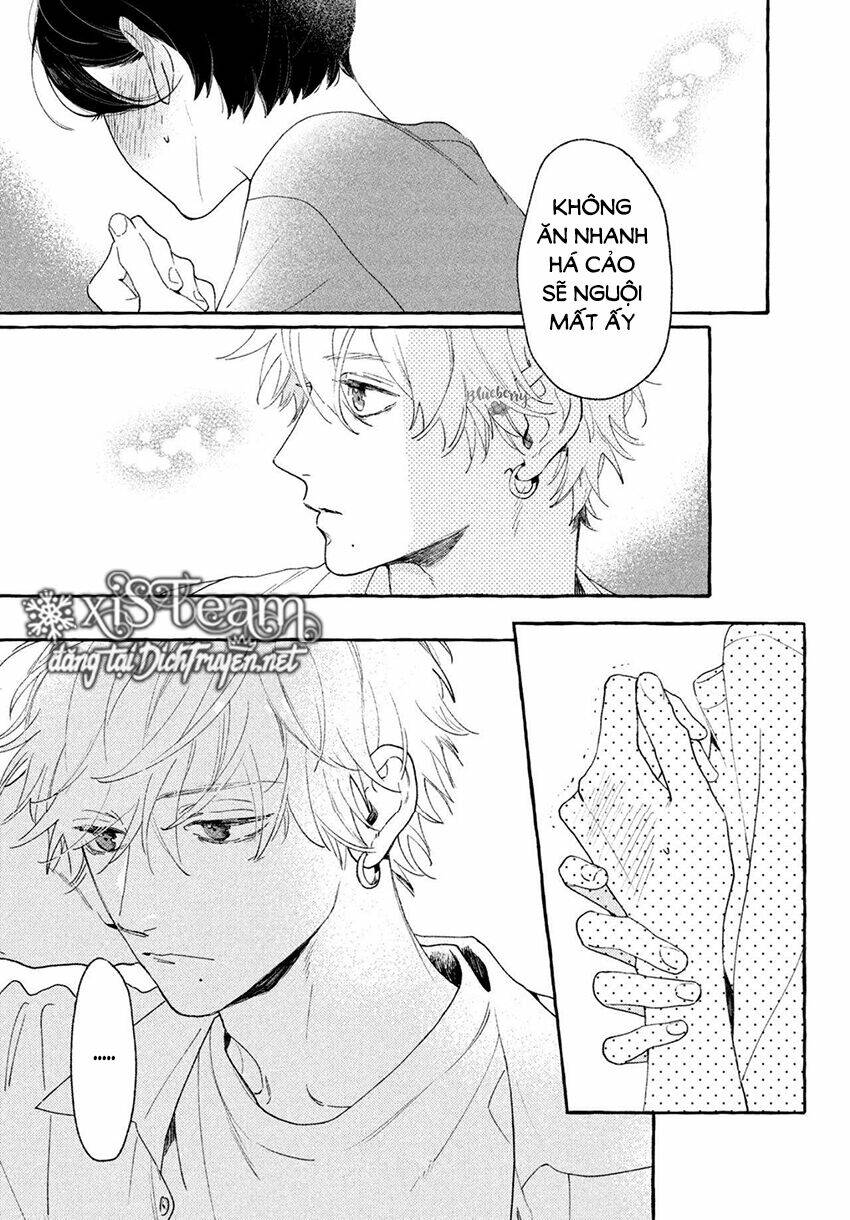 KHÔNG
ĂN NHANH
HÁ CẢO
SẼ NGUỘI
MẤT ẤY
Blueberry
xiSTeam
đăng tại DichTruyen.net
.....